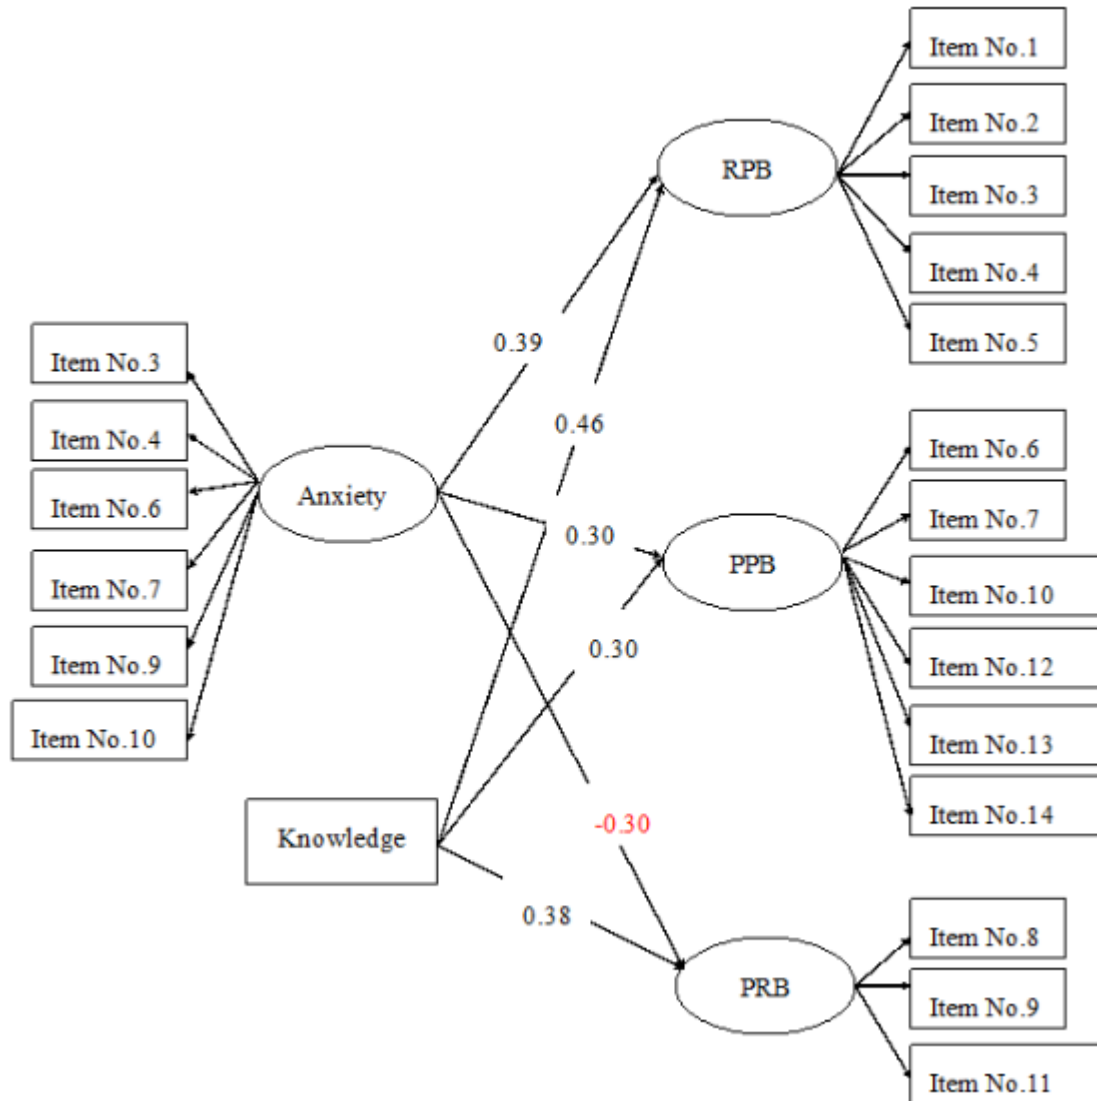 Item No.1
Item No.2
RPB
Item No.3
Item No.4
Item No.5
0.39
Item No.3
0.46
Item No.4
Item No.6
Anxiety
Item No.6
Item No.7
0.30
PPB
Item No.7
Item No.10
0.30
Item No.9
Item No.12
Item No.10
Item No.13
Item No.14
-0.30
Knowledge
0.38
Item No.8
PRB
Item No.9
Item No.11